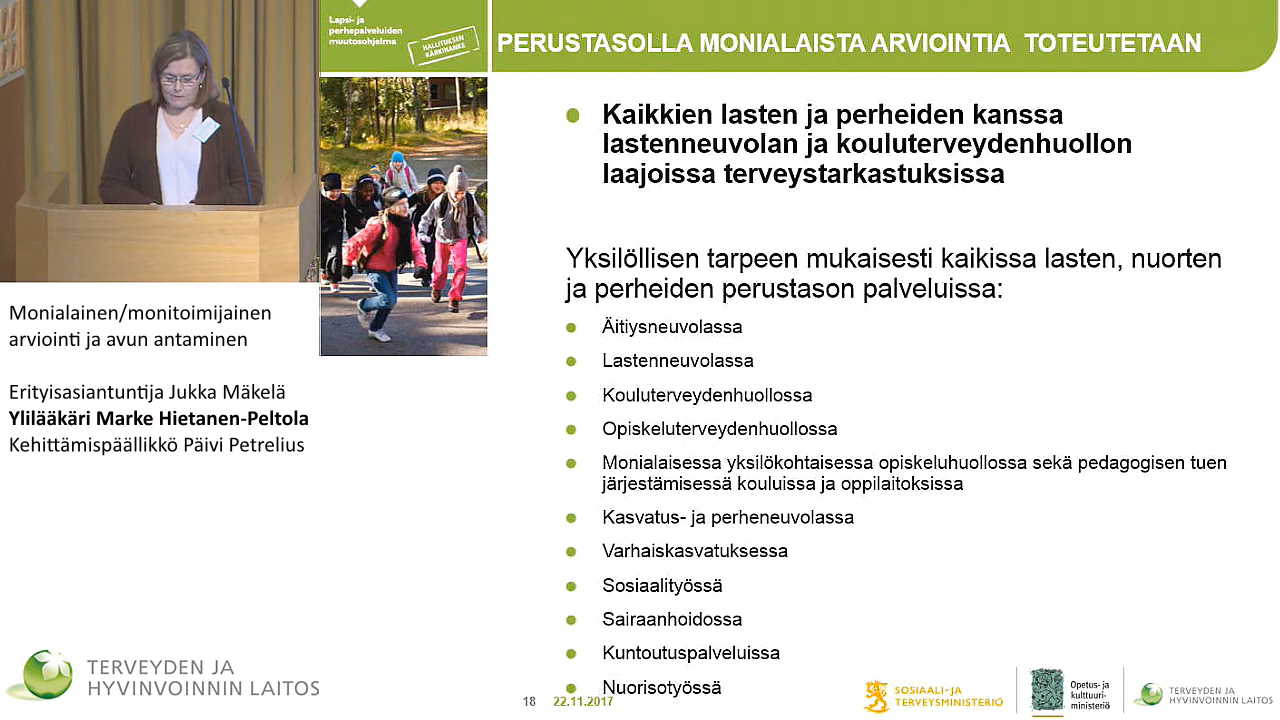 Lapsi- ja
perhepalveluiden
muutosohjelma
HALLITUKSEN
KÄRKIHANKE
PERUSTASOLLA MONIALAISTA ARVIOINTIA TOTEUTETAAN
Kaikkien lasten ja perheiden kanssa
lastenneuvolan ja kouluterveydenhuollon
laajoissa terveystarkastuksissa
Yksilöllisen tarpeen mukaisesti kaikissa lasten, nuorten
ja perheiden perustason palveluissa:
Äitiysneuvolassa
Lastenneuvolassa
Kouluterveydenhuollossa
Opiskeluterveydenhuollossa
Monialaisessa yksilökohtaisessa opiskeluhuollossa sekä pedagogisen tuen
järjestämisessä kouluissa ja oppilaitoksissa
Kasvatus- ja perheneuvolassa
Varhaiskasvatuksessa
Sosiaalityössä
Sairaanhoidossa
Kuntoutuspalveluissa
Nuorisotyössä
Monialainen/monitoimijainen
arviointi ja avun antaminen
Erityisasiantuntija Jukka Mäkelä
Ylilääkäri Marke Hietanen-Peltola
Kehittämispäällikkö Päivi Petrelius
TERVEYDEN JA
HYVINVOINNIN LAITOS
18 22.11.2017
SOSIAALI- JA
TERVEYSMINISTERIÖ
Opetus- ja
kulttuuri-
ministeriö
TERVEYDEN JA
HYVINVOINNIN LAITOS